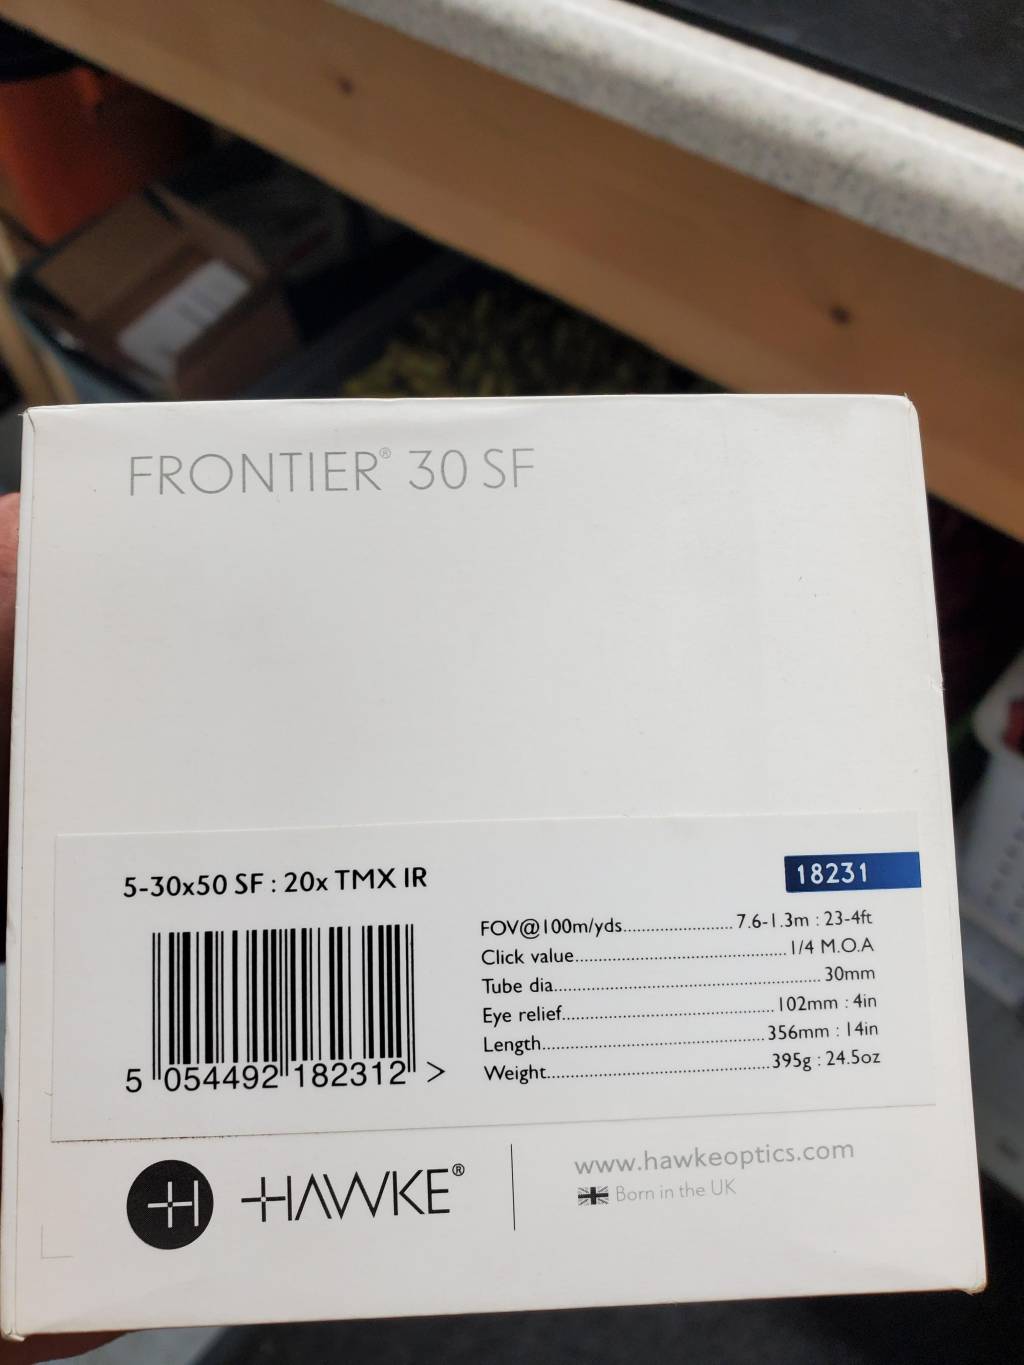 FRONTIER® 30 SF
5-30x50 SF : 20x TMX IR
18231
FOV@100m/yds....................... 7.6-1.3m : 23-4ft
Click value............................................. 1/4 M.O.A
Tube dia...................................................... 30mm
Eye relief........................................... 102mm : 4in
Length.............................................. 356mm : 14in
Weight.............................................. 395g : 24.5oz
5 054492 182312 >
HAWKE®
www.hawkeoptics.com
Born in the UK